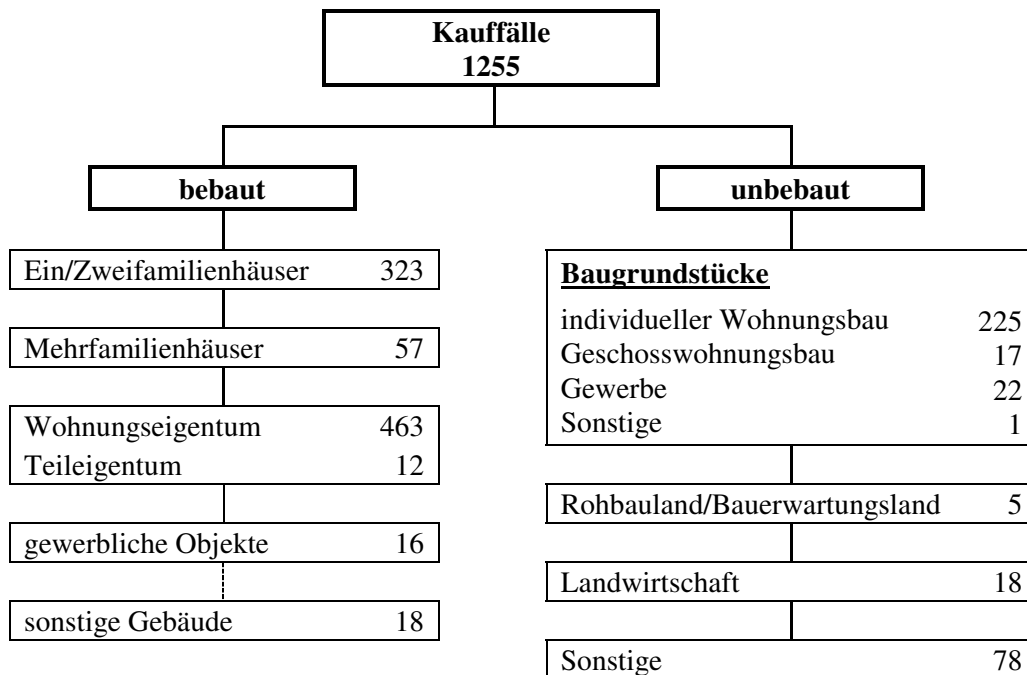 Kauffälle
1255
bebaut
Ein/Zweifamilienhäuser 323
Mehrfamilienhäuser 57
Wohnungseigentum 463
Teileigentum 12
gewerbliche Objekte 16
sonstige Gebäude 18
unbebaut
Baugrundstücke
individueller Wohnungsbau 225
Geschosswohnungsbau 17
Gewerbe 22
Sonstige 1
Rohbauland/Bauerwartungsland 5
Landwirtschaft 18
Sonstige 78